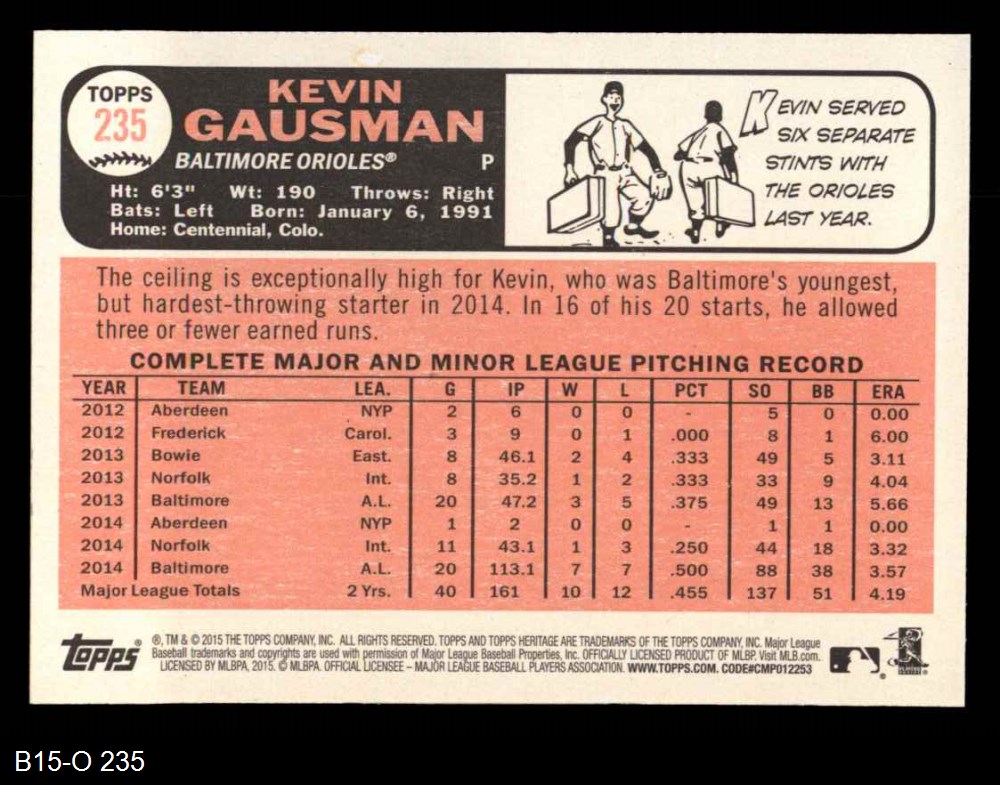 TOPPS
235
KEVIN
GAUSMAN
BALTIMORE ORIOLES® P
Ht: 6'3" Wt: 190 Throws: Right
Bats: Left Born: January 6, 1991
Home: Centennial, Colo.
KEVIN SERVED
SIX SEPARATE
STINTS WITH
THE ORIOLES
LAST YEAR.
The ceiling is exceptionally high for Kevin, who was Baltimore's youngest,
but hardest-throwing starter in 2014. In 16 of his 20 starts, he allowed
three or fewer earned runs.
COMPLETE MAJOR AND MINOR LEAGUE PITCHING RECORD
YEAR TEAM LEA. G IP W L PCT SO BB ERA
2012 Aberdeen NYP 2 6 0 0 - 5 0 0.00
2012 Frederick Carol. 3 9 0 1 .000 8 1 6.00
2013 Bowie East. 8 46.1 2 4 .333 49 5 3.11
2013 Norfolk Int. 8 35.2 1 2 .333 33 9 4.04
2013 Baltimore A.L. 20 47.2 3 5 .375 49 13 5.66
2014 Aberdeen NYP 1 2 0 0 - 1 1 0.00
2014 Norfolk Int. 11 43.1 1 3 .250 44 18 3.32
2014 Baltimore A.L. 20 113.1 7 7 .500 88 38 3.57
Major League Totals 2 Yrs. 40 161 10 12 .455 137 51 4.19
topps®
®, TM & © 2015 THE TOPPS COMPANY, INC. ALL RIGHTS RESERVED. TOPPS AND TOPPS HERITAGE ARE TRADEMARKS OF THE TOPPS COMPANY, INC. Major League
Baseball trademarks and copyrights are used with permission of Major League Baseball Properties, Inc. OFFICIALLY LICENSED PRODUCT OF MLBP. Visit MLB.com.
LICENSED BY MLBPA, 2015. © MLBPA. OFFICIAL LICENSEE – MAJOR LEAGUE BASEBALL PLAYERS ASSOCIATION. WWW.TOPPS.COM. CODE#CMP012253
B15-O 235